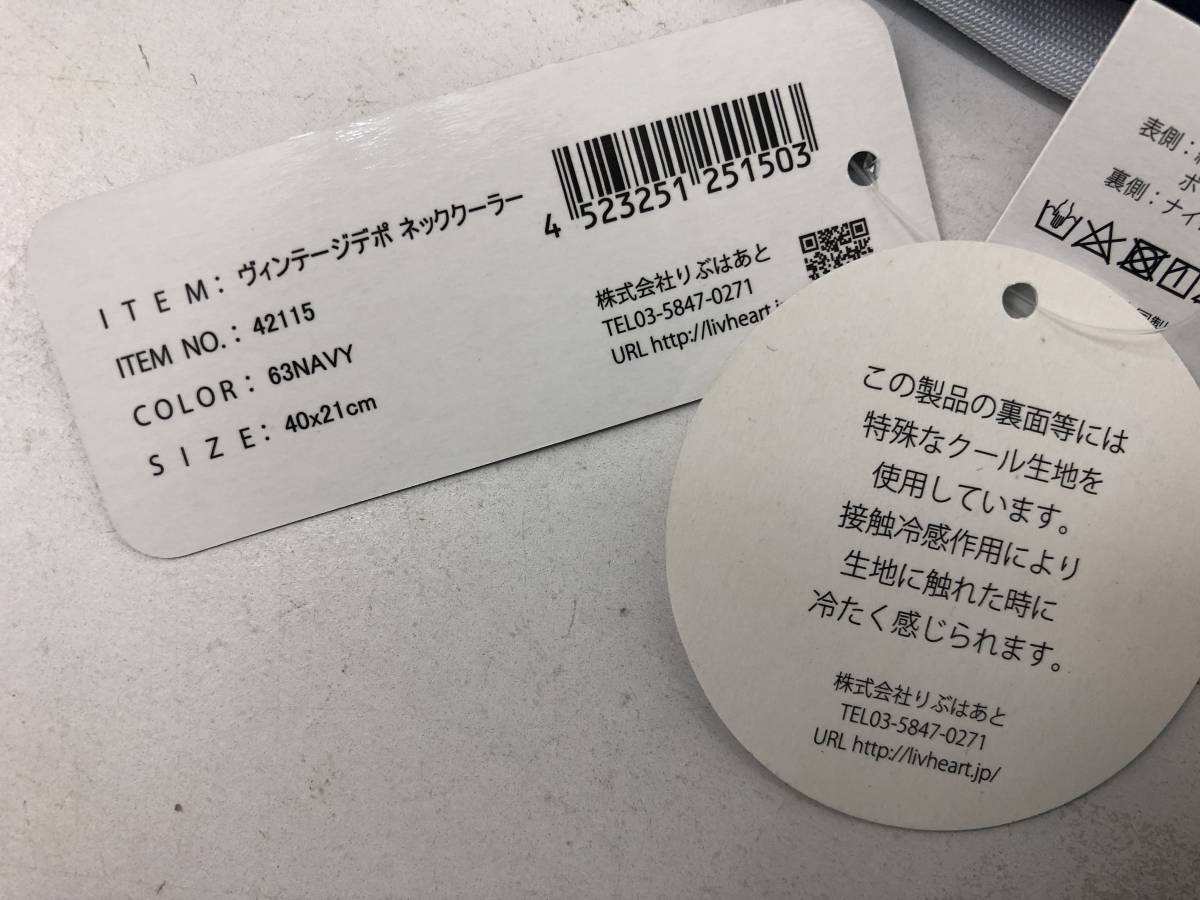 ITEM: ヴィンテージデポ ネッククーラー
ITEM NO.: 42115
COLOR: 63NAVY
SIZE: 40x21cm
4 523251 251503
株式会社りぶはあと
TEL03-5847-0271
URL http://livheart.j
この製品の裏面等には
特殊なクール生地を
使用しています。
接触冷感作用により
生地に触れた時に
冷たく感じられます。
株式会社りぶはあと
TEL03-5847-0271
URL http://livheart.jp/
表側：
ポ
裏側：ナイ